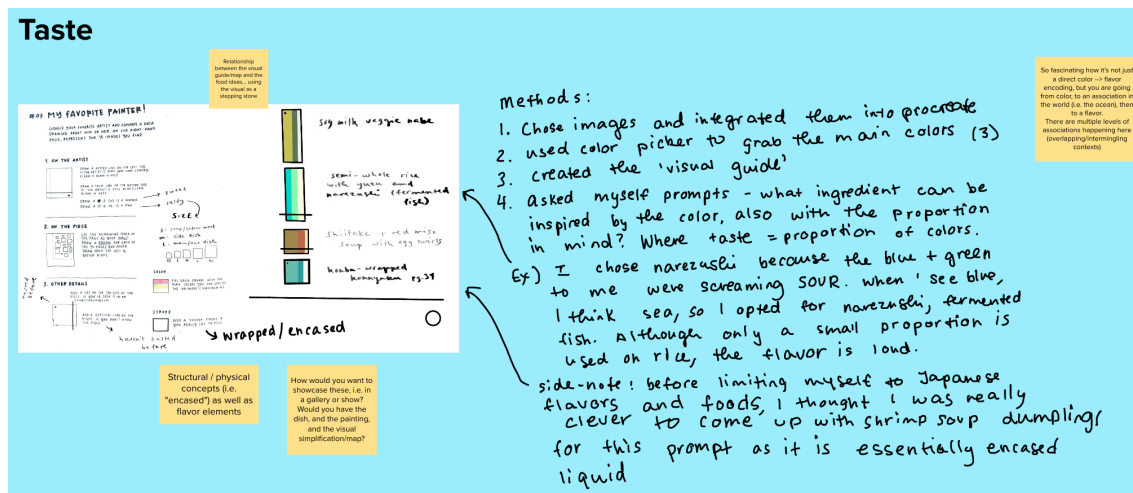 Taste
Relationship
between the visual
guide/map and the
food ideas... using
the visual as a
stepping stone
#07 MY FAVORITE PAINTER!
1. ON THE ARTIST
sweet
salty
SIZE
2. ON THE PIECE
COLOR
3. OTHER DETAILS
STROKE
tasted
before
haven't tasted
before
wrapped/encased
soy milk veggie nabe
semi-whole rice
with yuzu and
narezushi (fermented
fish)
shiitake + red miso
soup with egg swirls
konbu-wrapped
konnyaku pg.39
Structural / physical
concepts (i.e.
"encased") as well as
flavor elements
How would you want to
showcase these, i.e. in
a gallery or show?
Would you have the
dish, and the painting,
and the visual
simplification/map?
methods:
1. Chose images and integrated them into procreate
2. used color picker to grab the main colors (3)
3. created the 'visual guide'
4. asked myself prompts - what ingredient can be
inspired by the color, also with the proportion
in mind? Where taste = proportion of colors.
Ex) I chose narezushi because the blue + green
to me were screaming SOUR. When I see blue,
I think sea, so I opted for narezushi, fermented
fish. Although only a small proportion is
used on rice, the flavor is loud.
side-note! before limiting myself to Japanese
flavors and foods, I thought I was really
clever to come up with shrimp soup dumplings
for this prompt as it is essentially encased
liquid
So fascinating how it's not just
a direct color --> flavor
encoding, but you are going
from color, to an association in
the world (i.e. the ocean), then
to a flavor.
There are multiple levels of
associations happening here
(overlapping/intermingling
contexts)